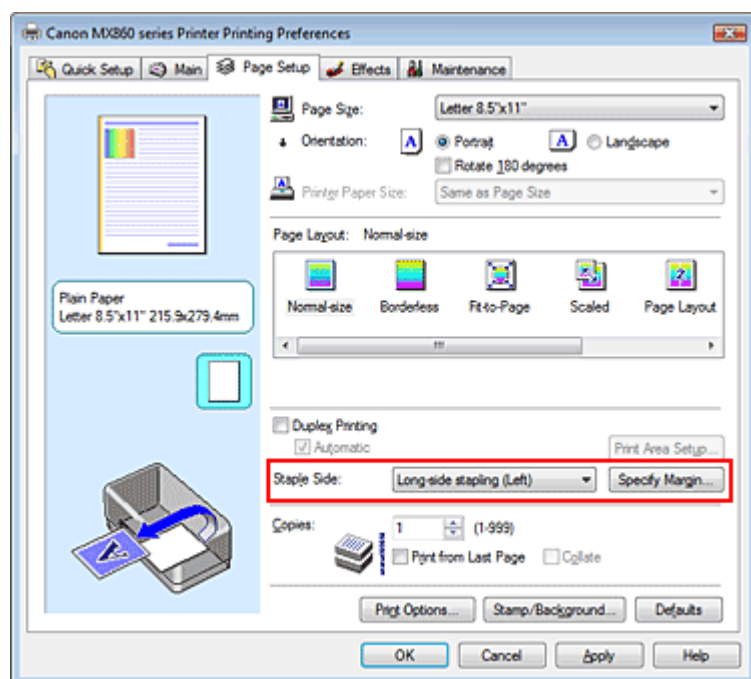 Canon MX860 series Printer Printing Preferences
Quick Setup Main Page Setup Effects Maintenance
Page Size: Letter 8.5"x11"
Orientation: A Portrait A Landscape
Rotate 180 degrees
Printer Paper Size: Same as Page Size
Page Layout: Normal-size
Normal-size Borderless Fit-to-Page Scaled Page Layout
Plain Paper
Letter 8.5"x11" 215.9x279.4mm
Duplex Printing
Automatic Print Area Setup...
Staple Side: Long-side stapling (Left) Specify Margin...
Copies: 1 (1-999)
Print from Last Page Collate
Print Options... Stamp/Background... Defaults
OK Cancel Apply Help